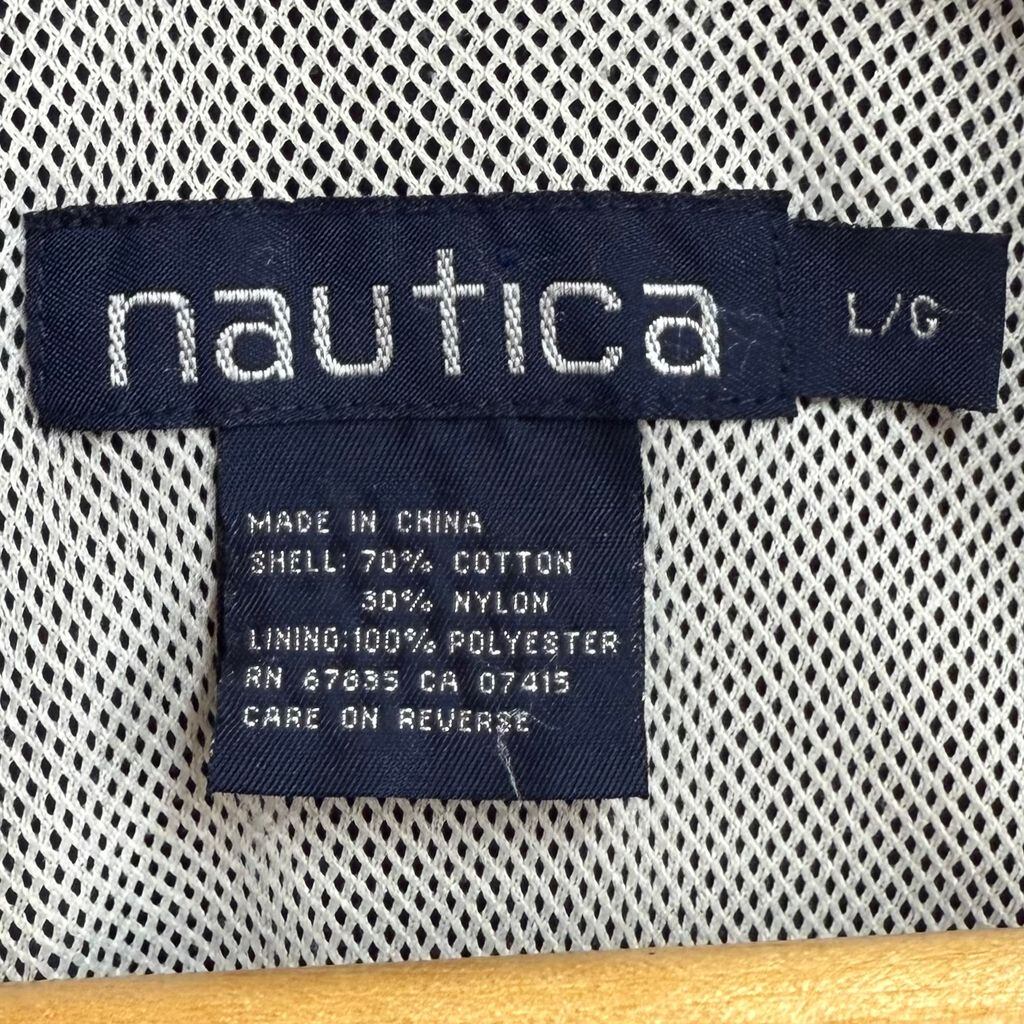 nautica
L/G
MADE IN CHINA
SHELL: 70% COTTON
30% NYLON
LINING:100% POLYESTER
RN 67835 CA 07415
CARE ON REVERSE